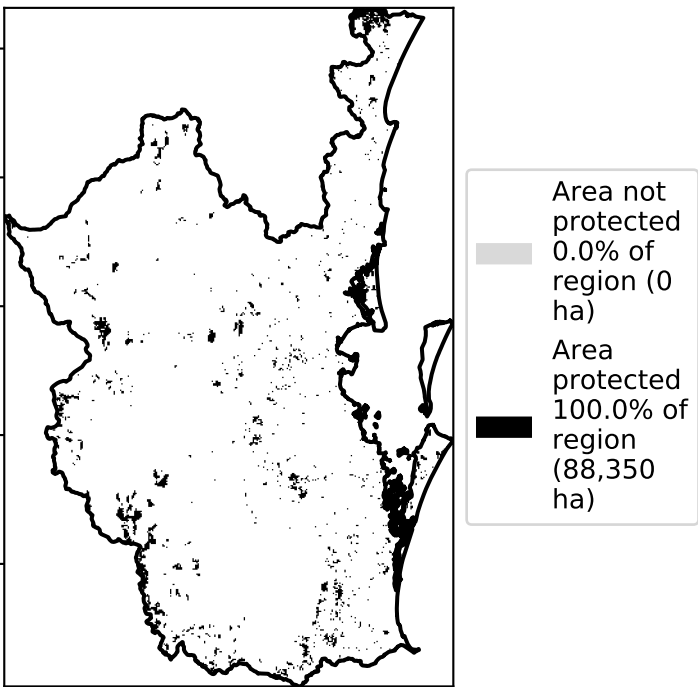 Area not
protected
0.0% of
region (0
ha)
Area
protected
100.0% of
region
(88,350
ha)